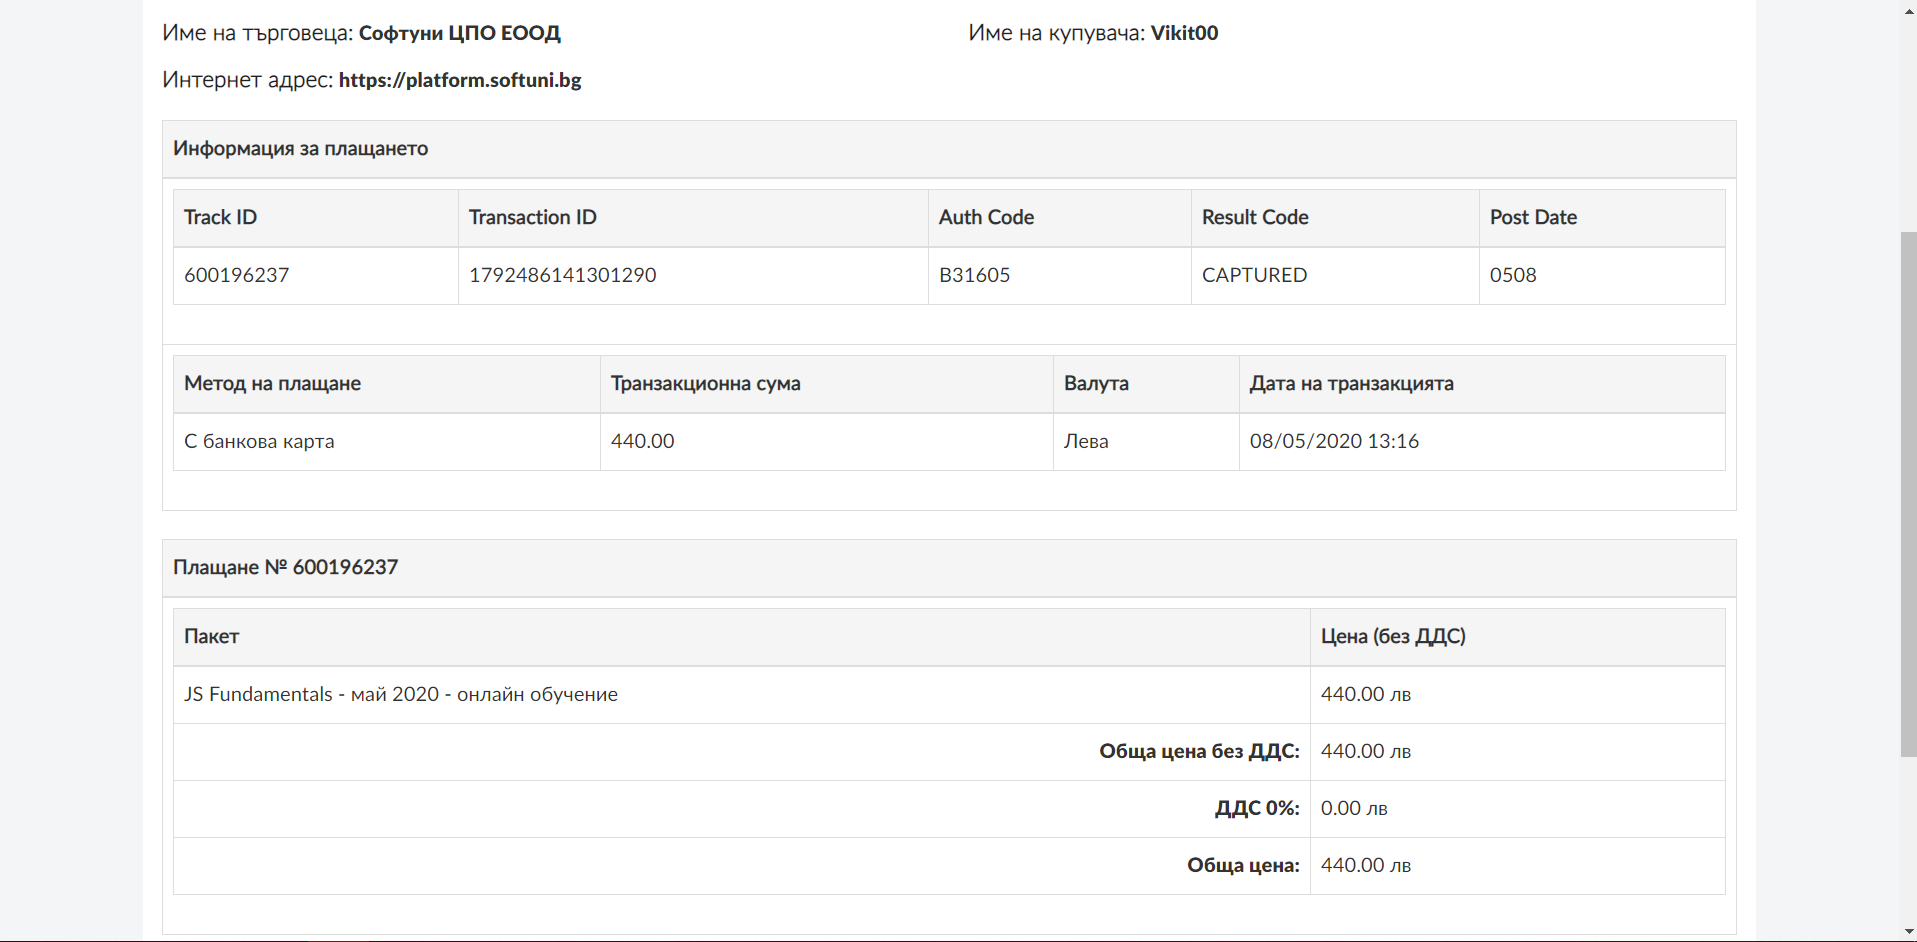 Име на търговеца: Софтуни ЦПО ЕООД Име на купувача: Vikit00
Интернет адрес: https://platform.softuni.bg
Информация за плащането
Track ID Transaction ID Auth Code Result Code Post Date
600196237 1792486141301290 B31605 CAPTURED 0508
Метод на плащане Транзакционна сума Валута Дата на транзакцията
С банкова карта 440.00 Лева 08/05/2020 13:16
Плащане № 600196237
Пакет Цена (без ДДС)
JS Fundamentals - май 2020 - онлайн обучение 440.00 лв
Обща цена без ДДС: 440.00 лв
ДДС 0%: 0.00 лв
Обща цена: 440.00 лв